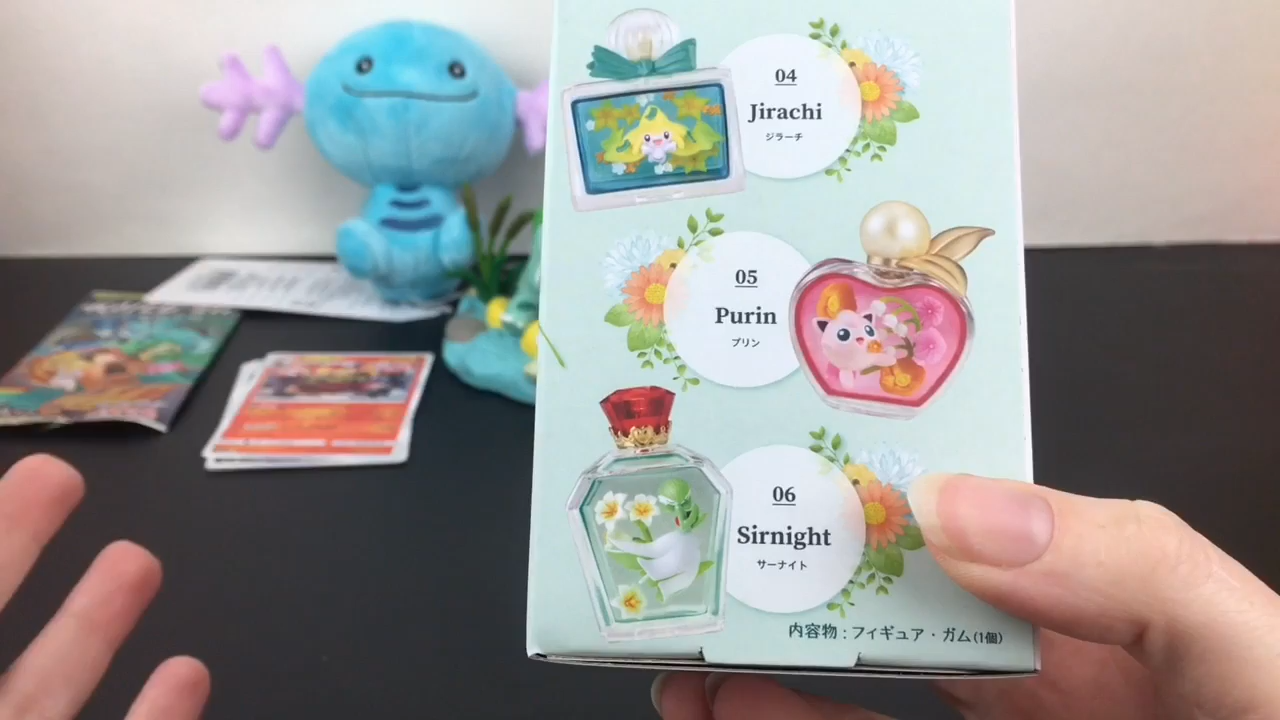 04
Jirachi
ジラーチ
05
Purin
プリン
06
Sirnight
サーナイト
内容物：フィギュア・ガム(1個)